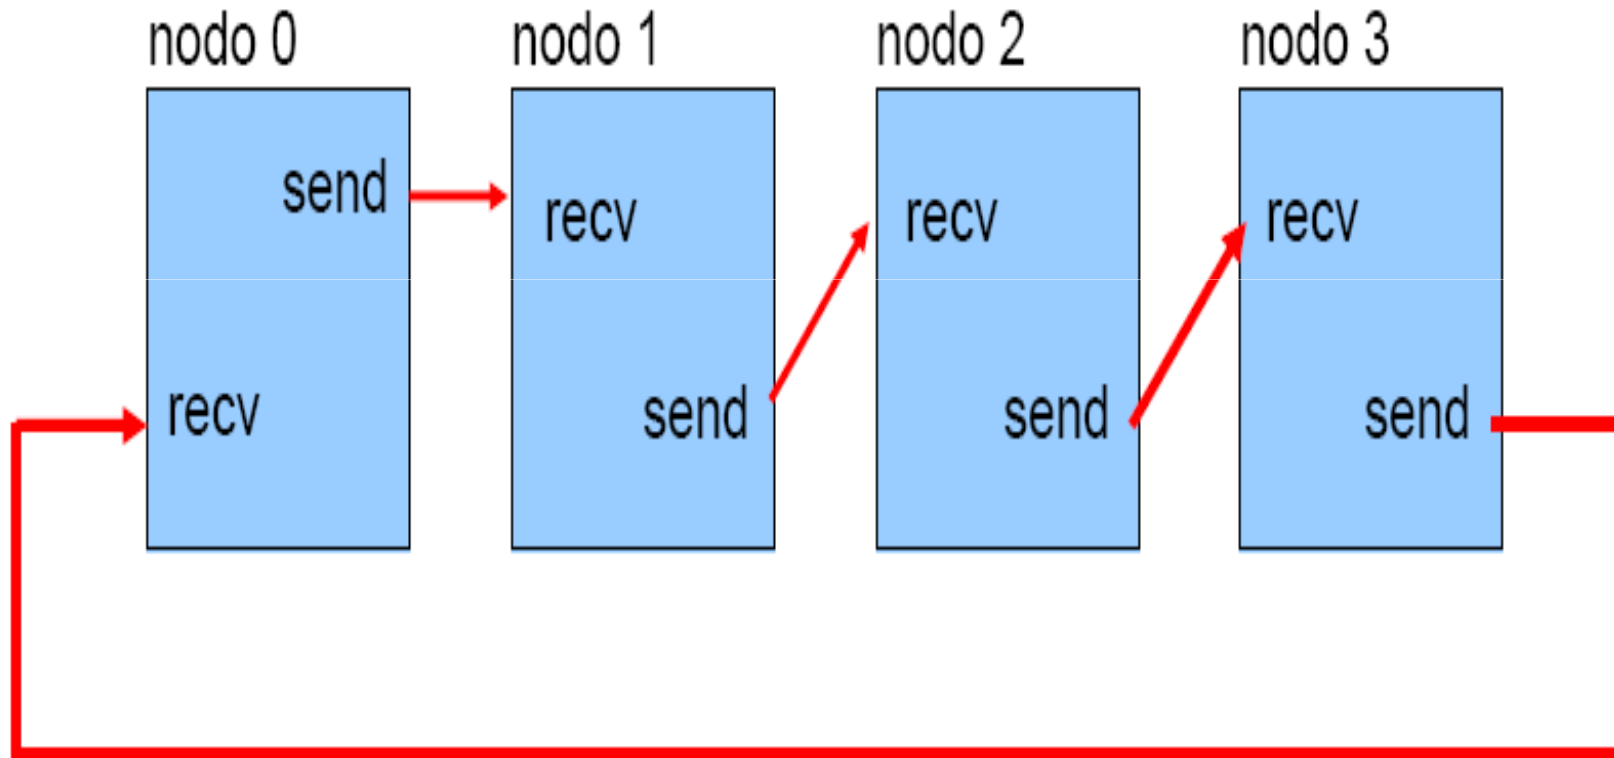 nodo 0
nodo 1
nodo 2
nodo 3
send
recv
recv
send
recv
send
recv
send